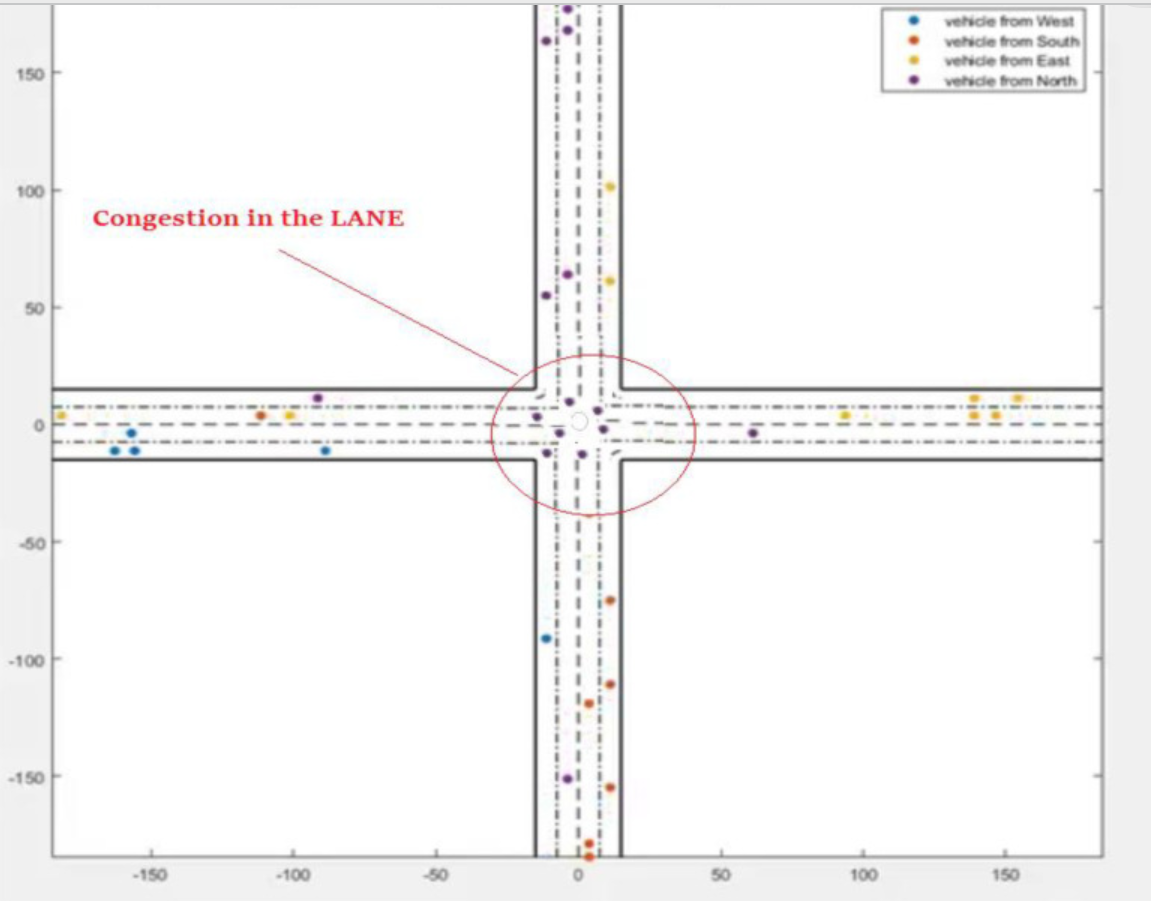 vehicle from West
vehicle from South
vehicle from East
vehicle from North
150
100
Congestion in the LANE
50
0
-50
-100
-150
-150
-100
-50
0
50
100
150